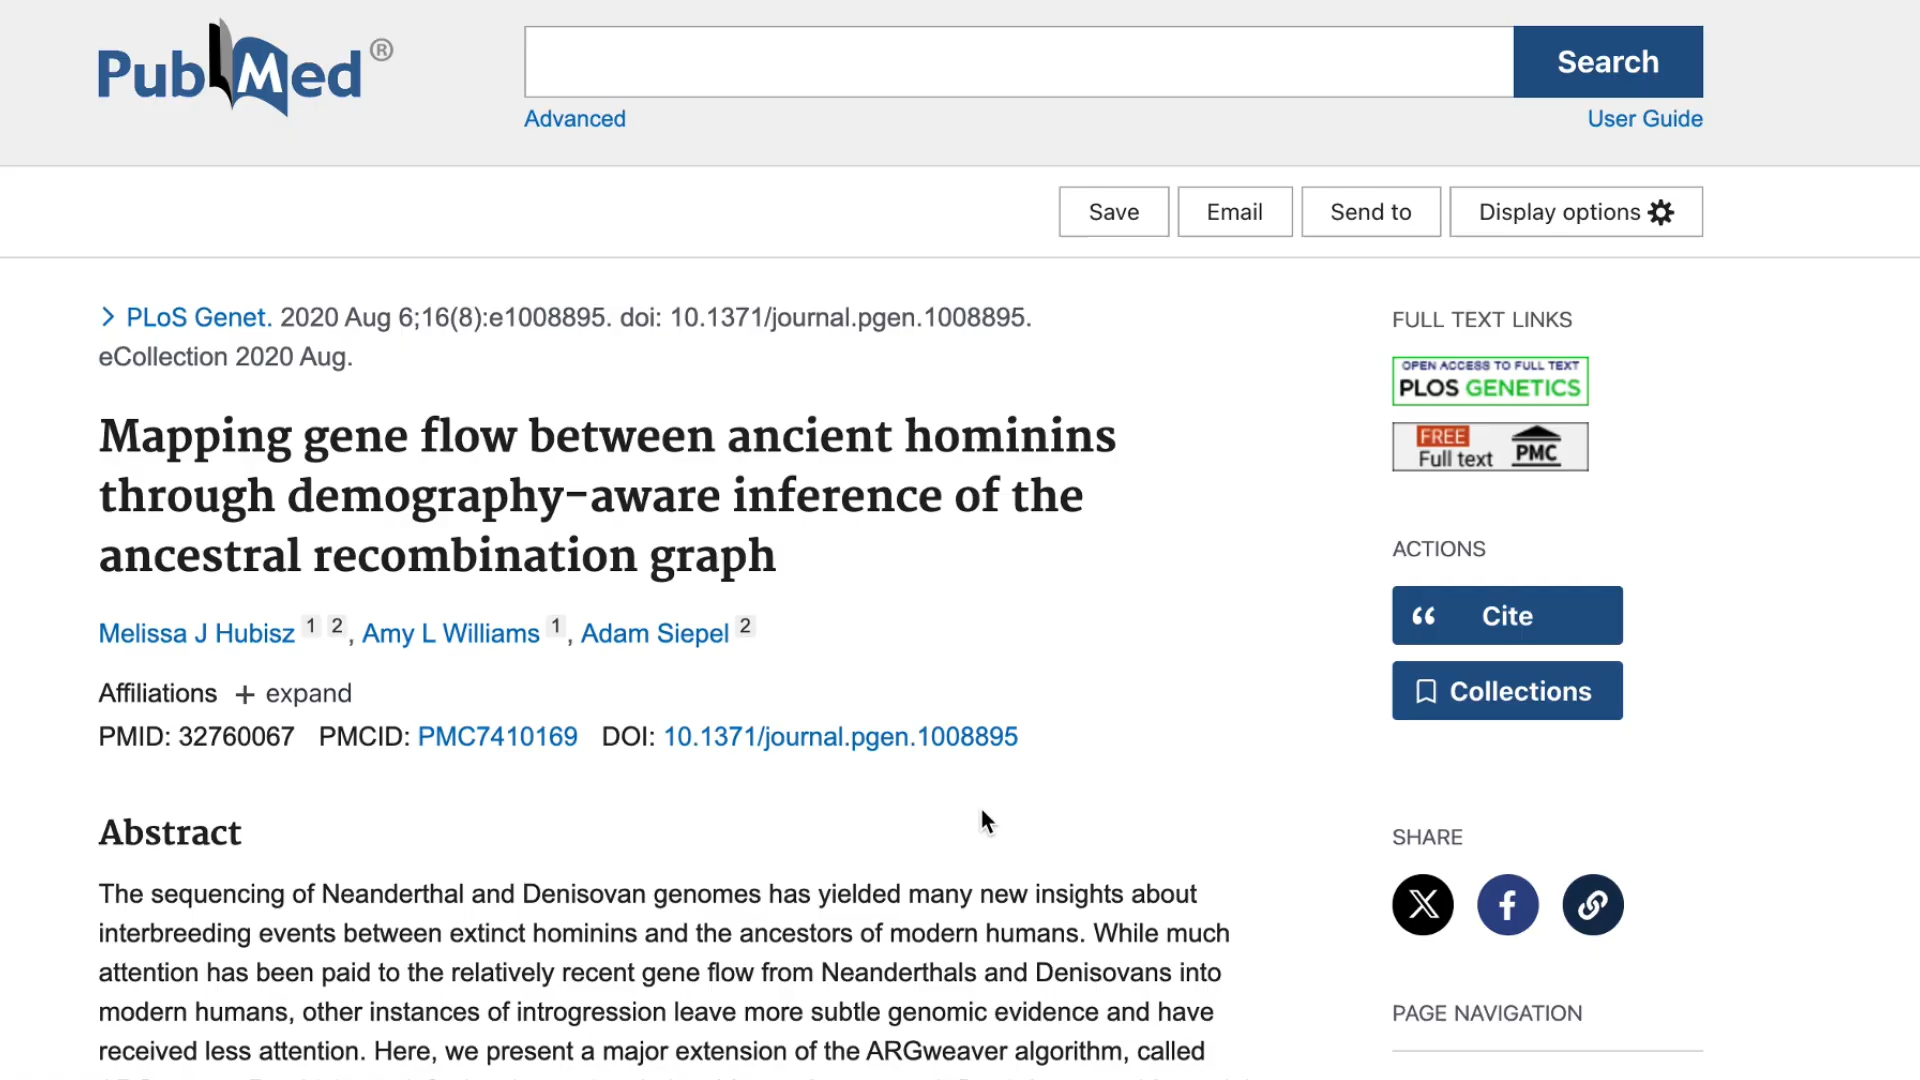 PubMed®
Search
Advanced
User Guide
Save
Email
Send to
Display options
PLoS Genet. 2020 Aug 6;16(8):e1008895. doi: 10.1371/journal.pgen.1008895.
eCollection 2020 Aug.
Mapping gene flow between ancient hominins
through demography-aware inference of the
ancestral recombination graph
Melissa J Hubisz 1 2, Amy L Williams 1, Adam Siepel 2
Affiliations + expand
PMID: 32760067 PMCID: PMC7410169 DOI: 10.1371/journal.pgen.1008895
Abstract
The sequencing of Neanderthal and Denisovan genomes has yielded many new insights about
interbreeding events between extinct hominins and the ancestors of modern humans. While much
attention has been paid to the relatively recent gene flow from Neanderthals and Denisovans into
modern humans, other instances of introgression leave more subtle genomic evidence and have
received less attention. Here, we present a major extension of the ARGweaver algorithm, called
FULL TEXT LINKS
OPEN ACCESS TO FULL TEXT
PLOS GENETICS
FREE
Full text
PMC
ACTIONS
Cite
Collections
SHARE
PAGE NAVIGATION